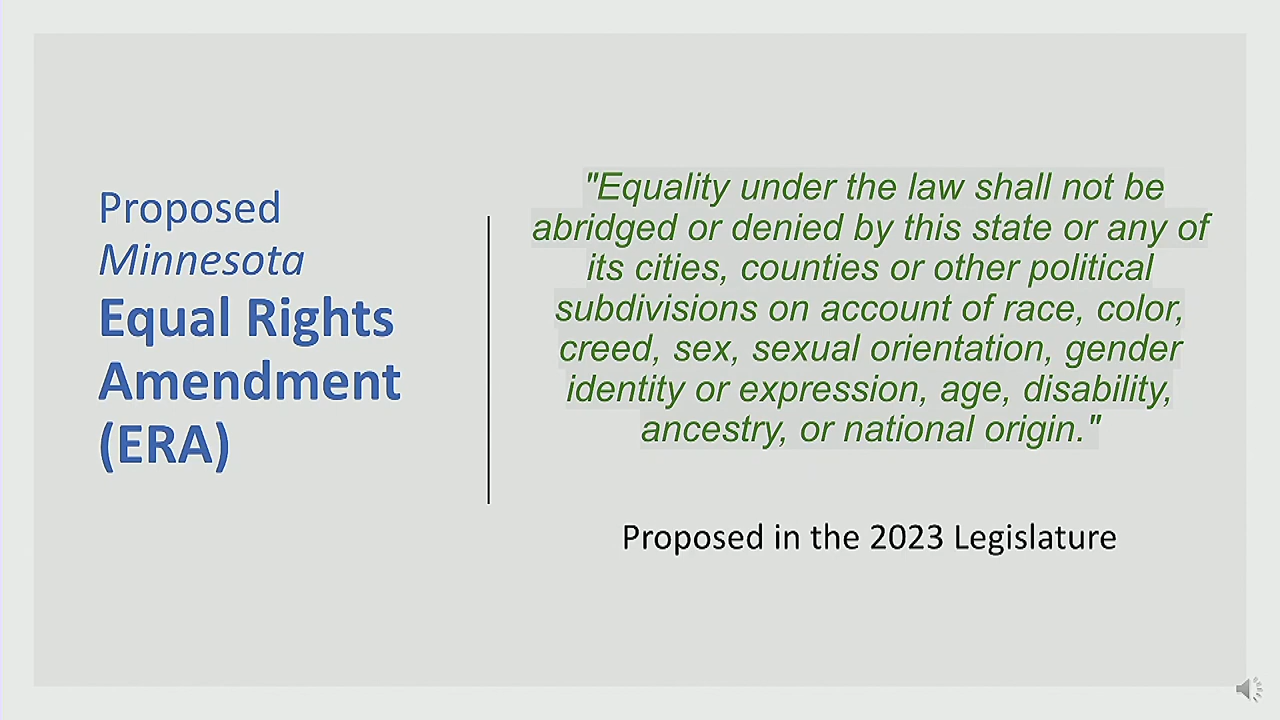 Proposed
Minnesota
Equal Rights
Amendment
(ERA)
"Equality under the law shall not be
abridged or denied by this state or any of
its cities, counties or other political
subdivisions on account of race, color,
creed, sex, sexual orientation, gender
identity or expression, age, disability,
ancestry, or national origin."
Proposed in the 2023 Legislature